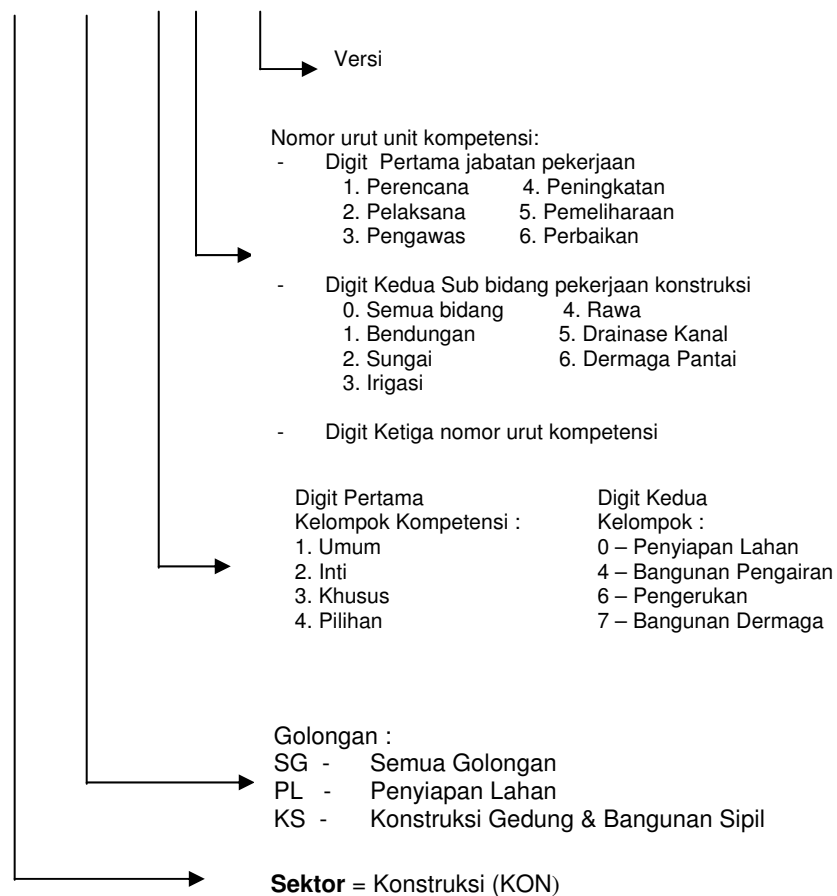 Versi
Nomor urut unit kompetensi:
- Digit Pertama jabatan pekerjaan
1. Perencana 4. Peningkatan
2. Pelaksana 5. Pemeliharaan
3. Pengawas 6. Perbaikan
- Digit Kedua Sub bidang pekerjaan konstruksi
0. Semua bidang 4. Rawa
1. Bendungan 5. Drainase Kanal
2. Sungai 6. Dermaga Pantai
3. Irigasi
- Digit Ketiga nomor urut kompetensi
Digit Pertama Digit Kedua
Kelompok Kompetensi : Kelompok :
1. Umum 0 – Penyiapan Lahan
2. Inti 4 – Bangunan Pengairan
3. Khusus 6 – Pengerukan
4. Pilihan 7 – Bangunan Dermaga
Golongan :
SG - Semua Golongan
PL - Penyiapan Lahan
KS - Konstruksi Gedung & Bangunan Sipil
Sektor = Konstruksi (KON)